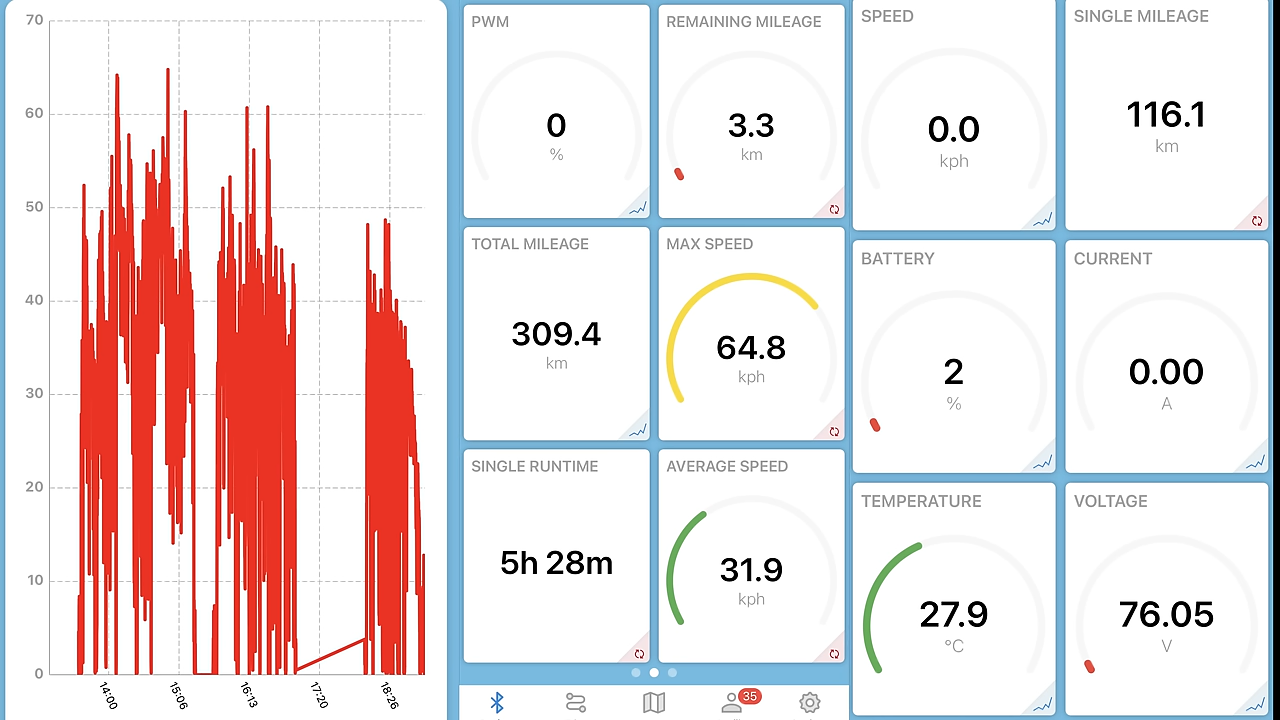 70
60
50
40
30
20
10
0
14:00
15:06
16:13
17:20
18:26
PWM
0
%
REMAINING MILEAGE
3.3
km
TOTAL MILEAGE
309.4
km
MAX SPEED
64.8
kph
SINGLE RUNTIME
5h 28m
AVERAGE SPEED
31.9
kph
35
SPEED
0.0
kph
SINGLE MILEAGE
116.1
km
BATTERY
2
%
CURRENT
0.00
A
TEMPERATURE
27.9
°C
VOLTAGE
76.05
V